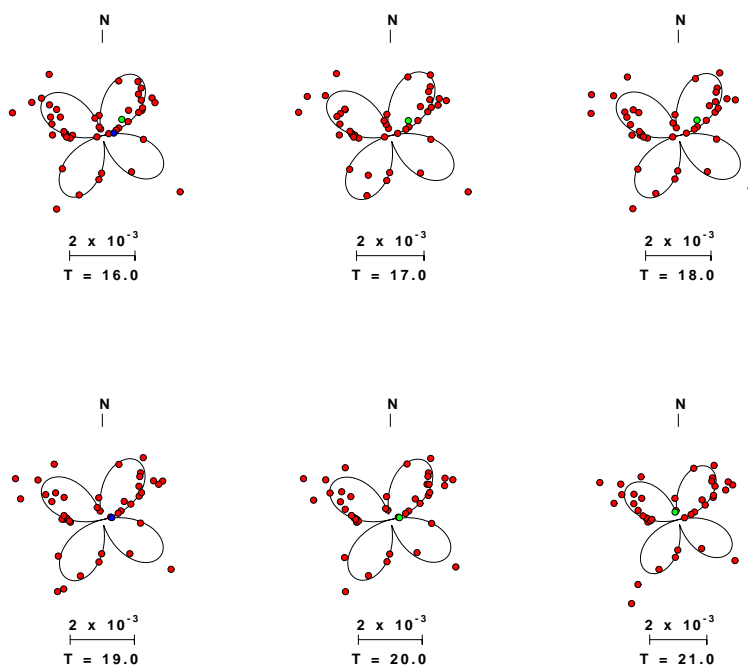 N N N
2 x 10-3 2 x 10-3 2 x 10-3
T = 16.0 T = 17.0 T = 18.0
N N N
2 x 10-3 2 x 10-3 2 x 10-3
T = 19.0 T = 20.0 T = 21.0